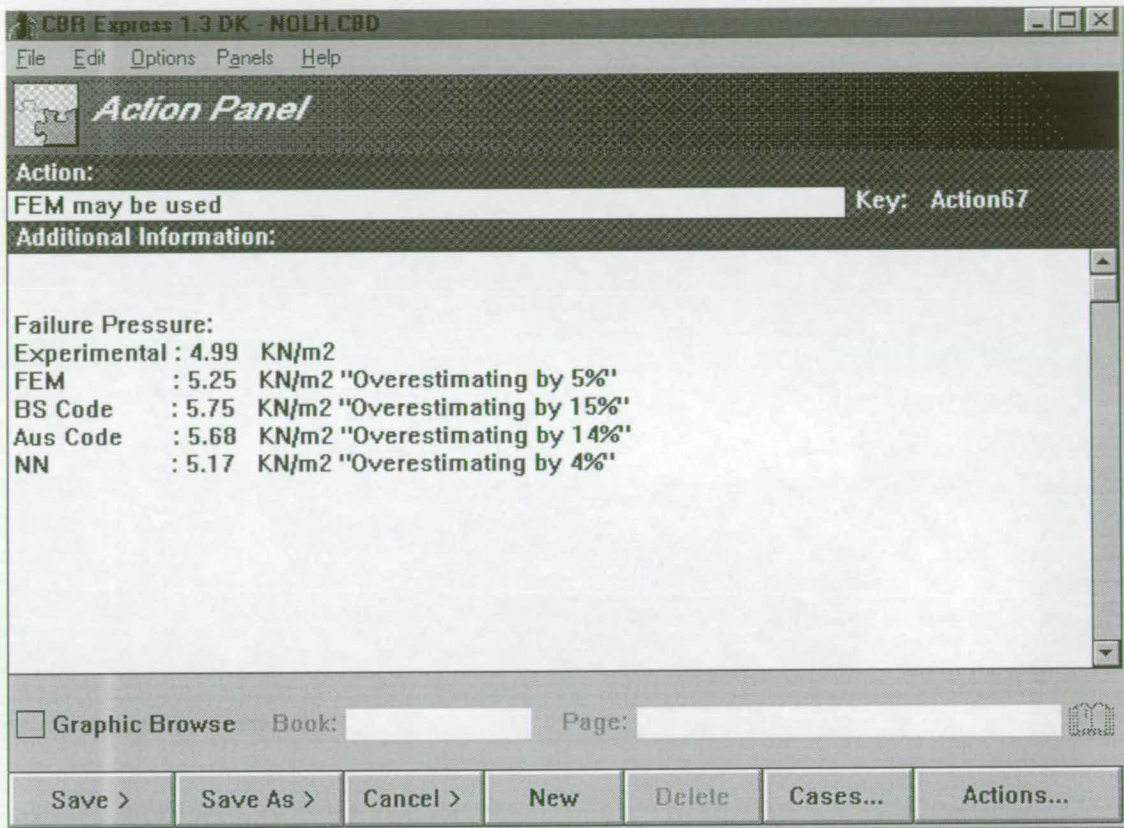 CBR Express 1.3 DK - NOLH.CBD
File Edit Options Panels Help
Action Panel
Action:
FEM may be used Key: Action67
Additional Information:
Failure Pressure:
Experimental : 4.99 KN/m2
FEM : 5.25 KN/m2 "Overestimating by 5%"
BS Code : 5.75 KN/m2 "Overestimating by 15%"
Aus Code : 5.68 KN/m2 "Overestimating by 14%"
NN : 5.17 KN/m2 "Overestimating by 4%"
Graphic Browse Book: Page:
Save > Save As > Cancel > New Delete Cases... Actions...